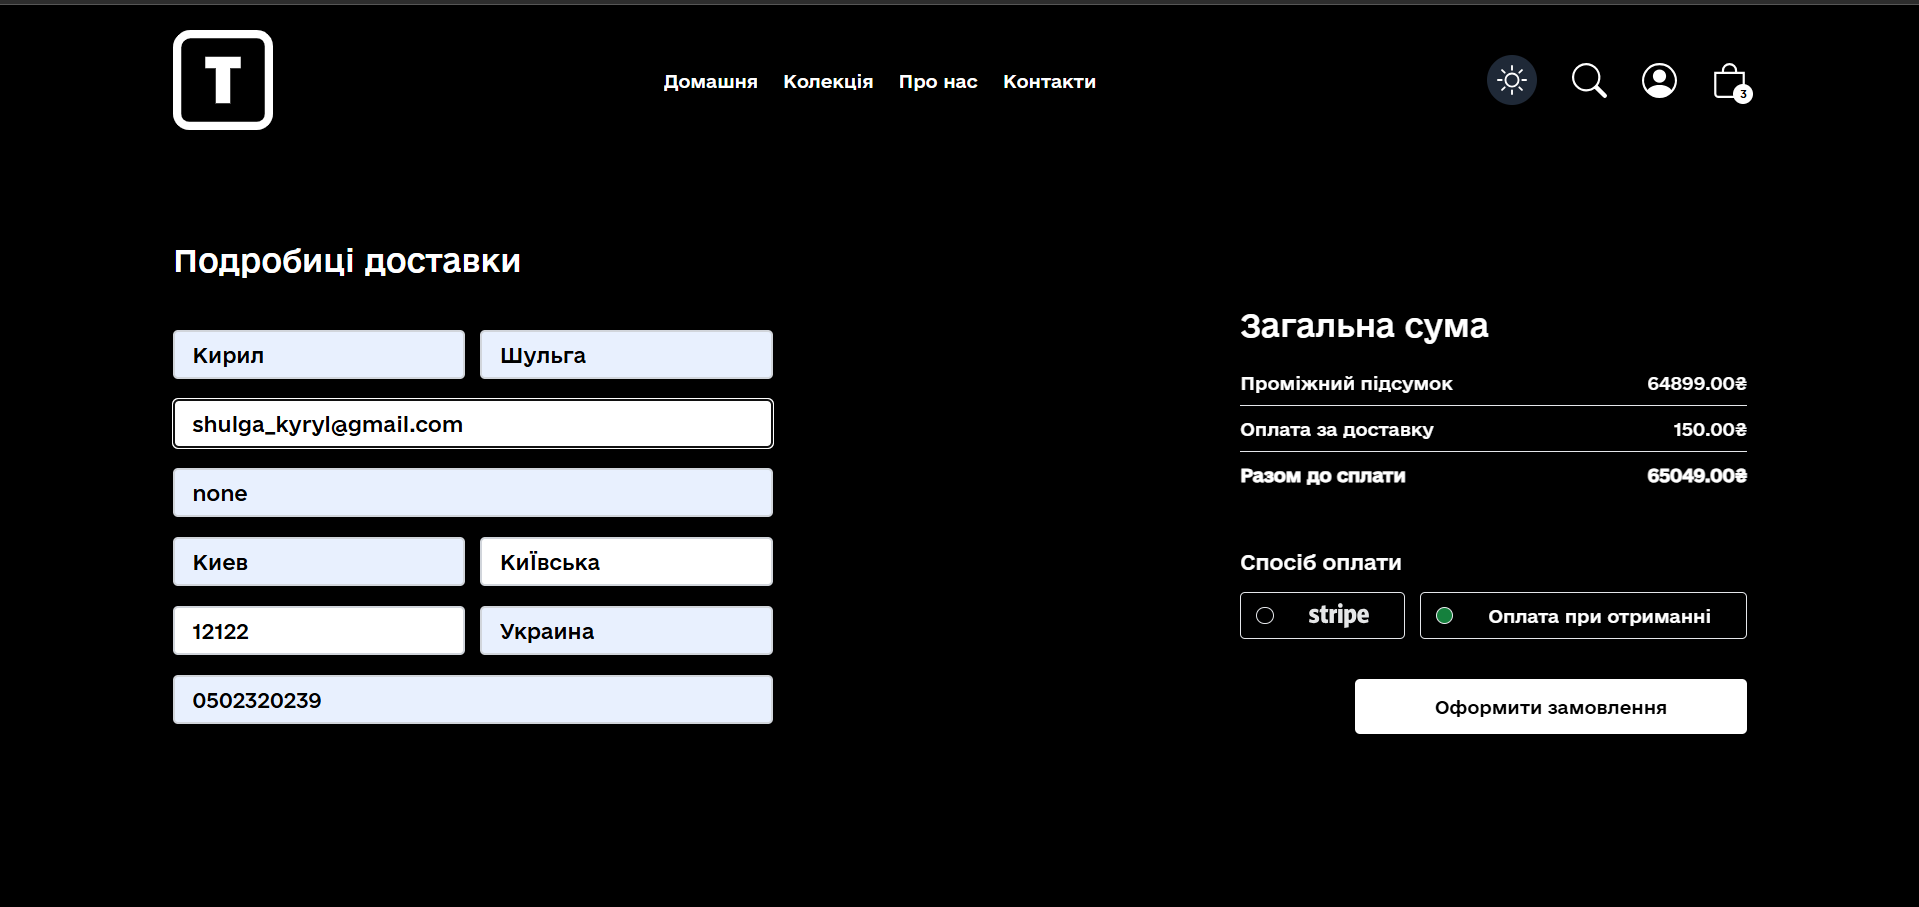 T
Домашня Колекція Про нас Контакти
3
Подробиці доставки
Кирил Шульга
shulga_kyryl@gmail.com
none
Киев КиЇвська
12122 Украина
0502320239
Загальна сума
Проміжний підсумок 64899.00₴
Оплата за доставку 150.00₴
Разом до сплати 65049.00₴
Спосіб оплати
stripe Оплата при отриманні
Оформити замовлення